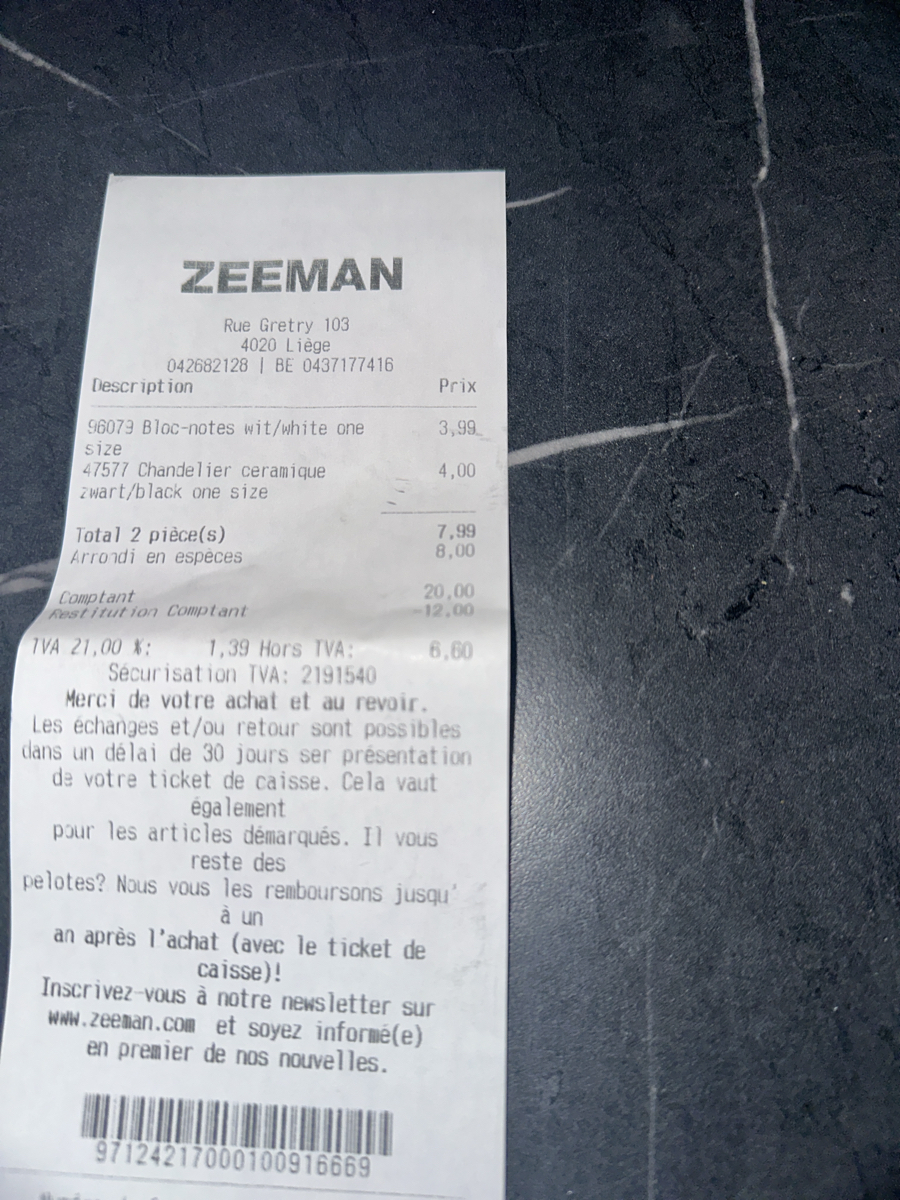 ZEEMAN
Rue Gretry 103
4020 Liège
042682128 | BE 0437177416
Description Prix
96079 Bloc-notes wit/white one 3,99
size
47577 Chandelier ceramique 4,00
zwart/black one size
Total 2 pièce(s) 7,99
Arrondi en espèces 8,00
Comptant 20,00
Restitution Comptant -12,00
TVA 21,00 %: 1,39 Hors TVA: 6,60
Sécurisation TVA: 2191540
Merci de votre achat et au revoir.
Les échanges et/ou retour sont possibles
dans un délai de 30 jours ser présentation
de votre ticket de caisse. Cela vaut
également
pour les articles démarqués. Il vous
reste des
pelotes? Nous vous les remboursons jusqu'
à un
an après l'achat (avec le ticket de
caisse)!
Inscrivez-vous à notre newsletter sur
www.zeeman.com et soyez informé(e)
en premier de nos nouvelles.
97124217000100916669